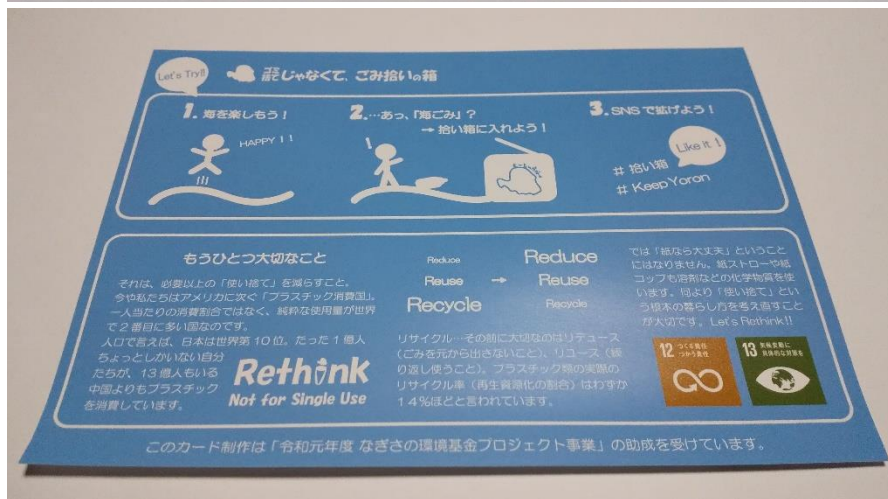 Let's Try!!
ゴミ捨てじゃなくて、ごみ拾いの箱
1. 海を楽しもう！
HAPPY！！
2. …あっ、「海ごみ」？
→ 拾い箱に入れよう！
3. SNSで拡げよう！
Like it！
# 拾い箱
# Keep Yoron
もうひとつ大切なこと
それは、必要以上の「使い捨て」を減らすこと。
今や私たちはアメリカに次ぐ「プラスチック消費国」。
一人当たりの消費割合ではなく、純粋な使用量が世界
で２番目に多い国なのです。
人口で言えば、日本は世界第10位。たった１億人
ちょっとしかいない自分
たちが、13億人もいる
中国よりもプラスチック
を消費しています。
Rethink
Not for Single Use
Reduce
Reuse
Recycle
→
Reduce
Reuse
Recycle
リサイクル…その前に大切なのはリデュース
（ごみを元から出さないこと）、リユース（繰
り返し使うこと）。プラスチック類の実際の
リサイクル率（再生資源化の割合）はわずか
14％ほどと言われています。
では「紙なら大丈夫」ということ
にはなりません。紙ストローや紙
コップも溶剤などの化学物質を使
います。何より「使い捨て」とい
う根本の暮らし方を考え直すこと
が大切です。Let's Rethink!!
12 つくる責任
つかう責任
13 気候変動に
具体的な対策を
このカード制作は「令和元年度 なぎさの環境基金プロジェクト事業」の助成を受けています。